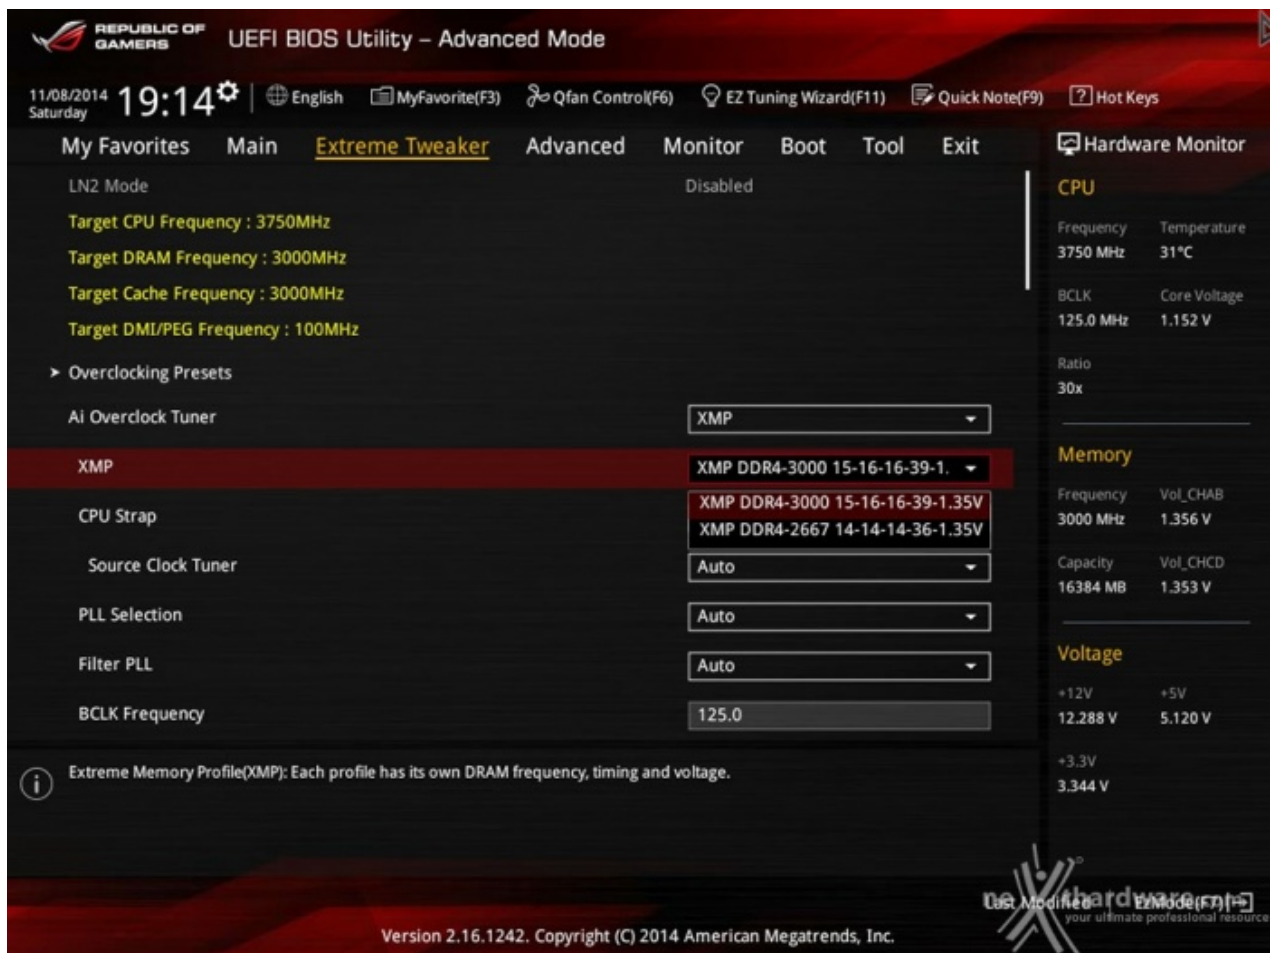 REPUBLIC OF
GAMERS
UEFI BIOS Utility – Advanced Mode
11/08/2014
Saturday
19:14
English
MyFavorite(F3)
Qfan Control(F6)
EZ Tuning Wizard(F11)
Quick Note(F9)
? Hot Keys
My Favorites Main Extreme Tweaker Advanced Monitor Boot Tool Exit
LN2 Mode Disabled
Target CPU Frequency : 3750MHz
Target DRAM Frequency : 3000MHz
Target Cache Frequency : 3000MHz
Target DMI/PEG Frequency : 100MHz
Overclocking Presets
Ai Overclock Tuner XMP
XMP XMP DDR4-3000 15-16-16-39-1.
XMP DDR4-3000 15-16-16-39-1.35V
XMP DDR4-2667 14-14-14-36-1.35V
CPU Strap
Source Clock Tuner Auto
PLL Selection Auto
Filter PLL Auto
BCLK Frequency 125.0
Extreme Memory Profile(XMP): Each profile has its own DRAM frequency, timing and voltage.
Hardware Monitor
CPU
Frequency Temperature
3750 MHz 31°C
BCLK Core Voltage
125.0 MHz 1.152 V
Ratio
30x
Memory
Frequency Vol_CHAB
3000 MHz 1.356 V
Capacity Vol_CHCD
16384 MB 1.353 V
Voltage
+12V +5V
12.288 V 5.120 V
+3.3V
3.344 V
Last Modified EzMode(F7)
your ultimate professional resource
Version 2.16.1242. Copyright (C) 2014 American Megatrends, Inc.